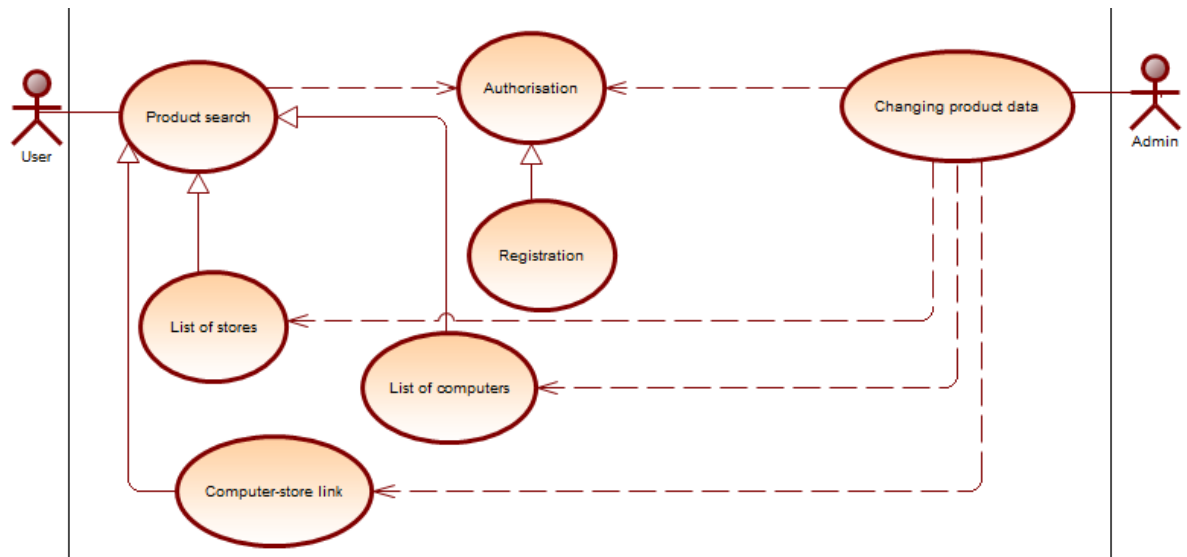 Authorisation
Product search
Changing product data
User
Admin
Registration
List of stores
List of computers
Computer-store link